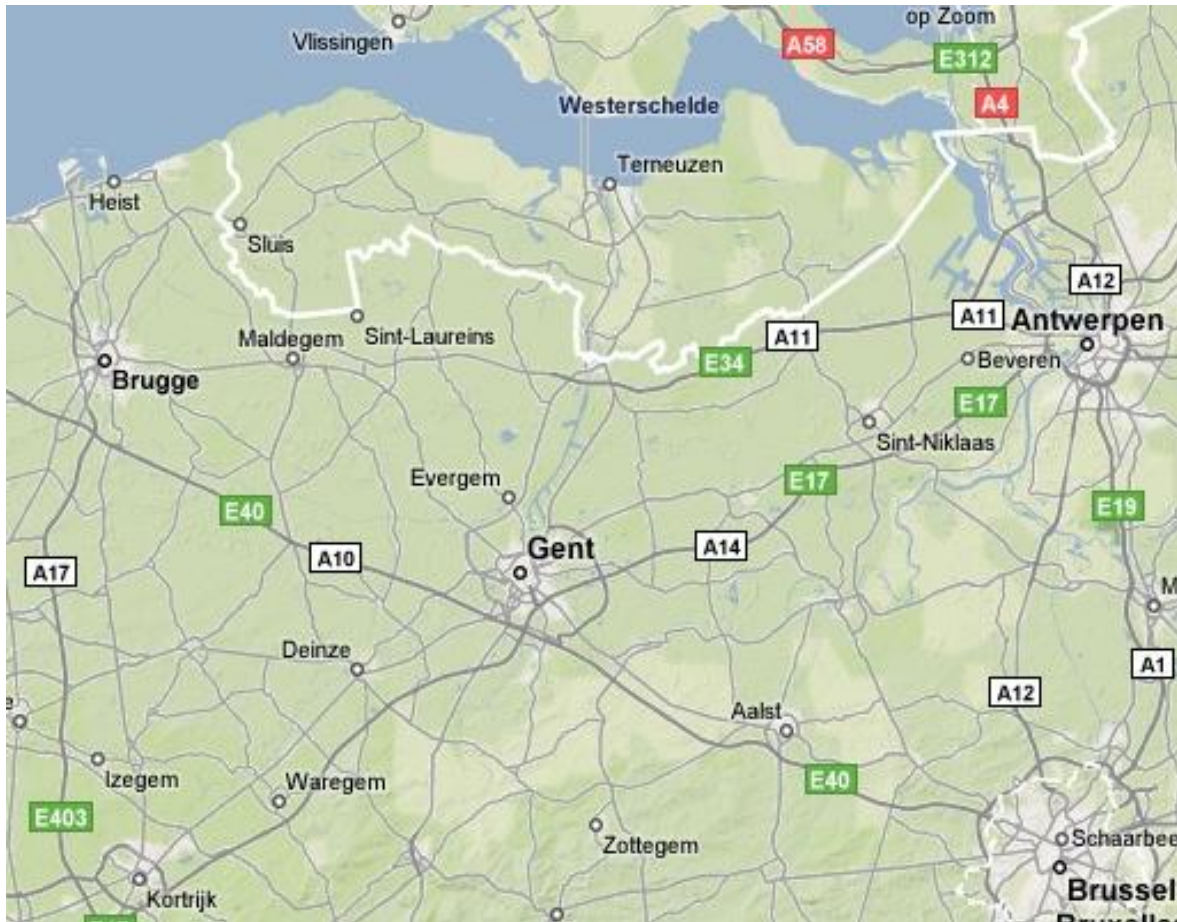 op Zoom
Vlissingen
A58
E312
Westerschelde
A4
Terneuzen
Heist
Sluis
A12
Maldegem
Sint-Laureins
A11
A11
Antwerpen
E34
Beveren
Brugge
E17
Sint-Niklaas
Evergem
E17
E40
E19
Gent
A14
A10
A17
M
Deinze
A1
A12
Aalst
e
Izegem
Waregem
E40
E403
Zottegem
Schaarbee
Kortrijk
Brussel